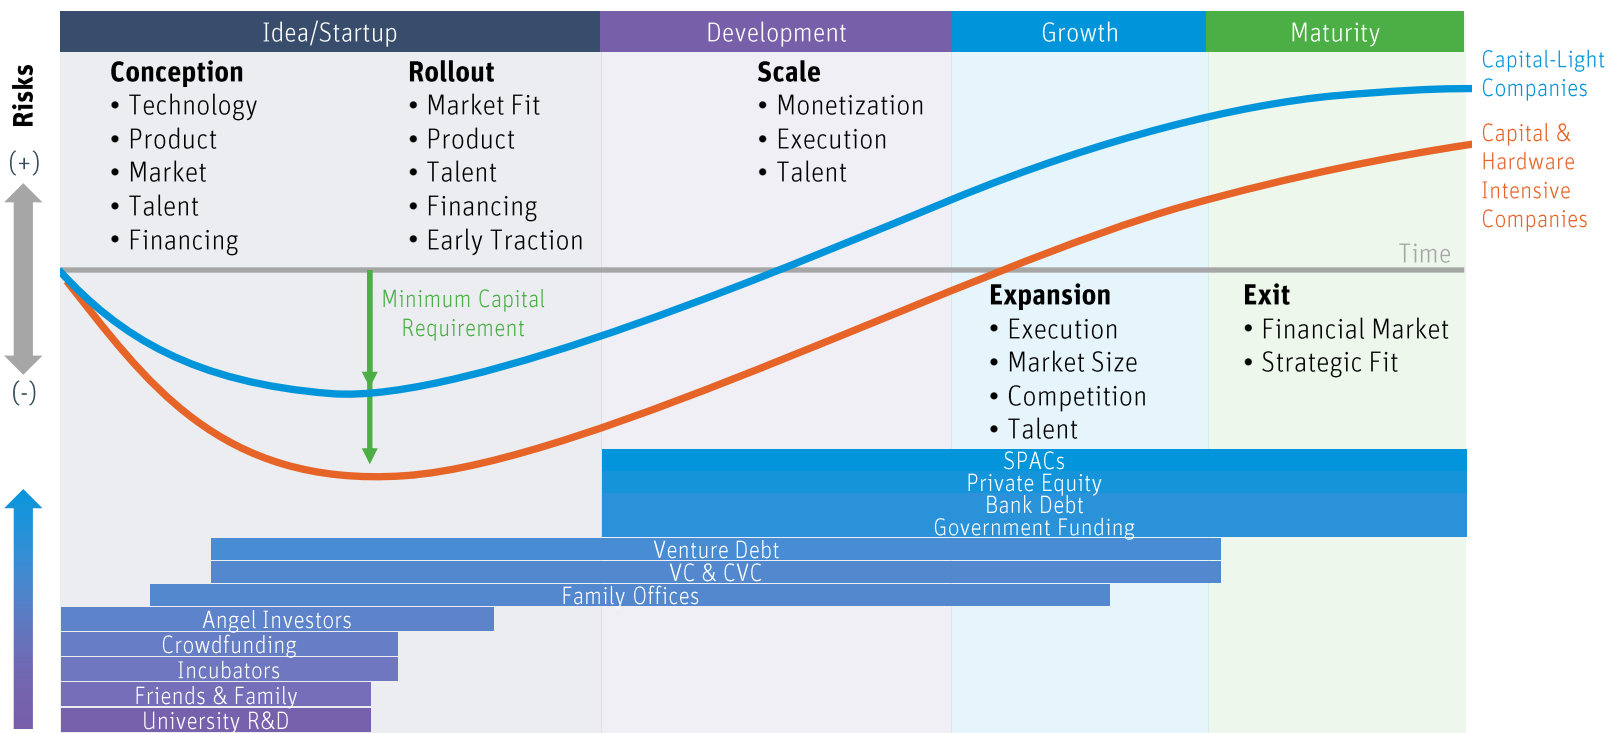 Idea/Startup
Development
Growth
Maturity
Risks
(+)
(-)
Conception
• Technology
• Product
• Market
• Talent
• Financing
Rollout
• Market Fit
• Product
• Talent
• Financing
• Early Traction
Scale
• Monetization
• Execution
• Talent
Capital-Light
Companies
Capital &
Hardware
Intensive
Companies
Time
Minimum Capital
Requirement
Expansion
• Execution
• Market Size
• Competition
• Talent
Exit
• Financial Market
• Strategic Fit
SPACs
Private Equity
Bank Debt
Government Funding
Venture Debt
VC & CVC
Family Offices
Angel Investors
Crowdfunding
Incubators
Friends & Family
University R&D